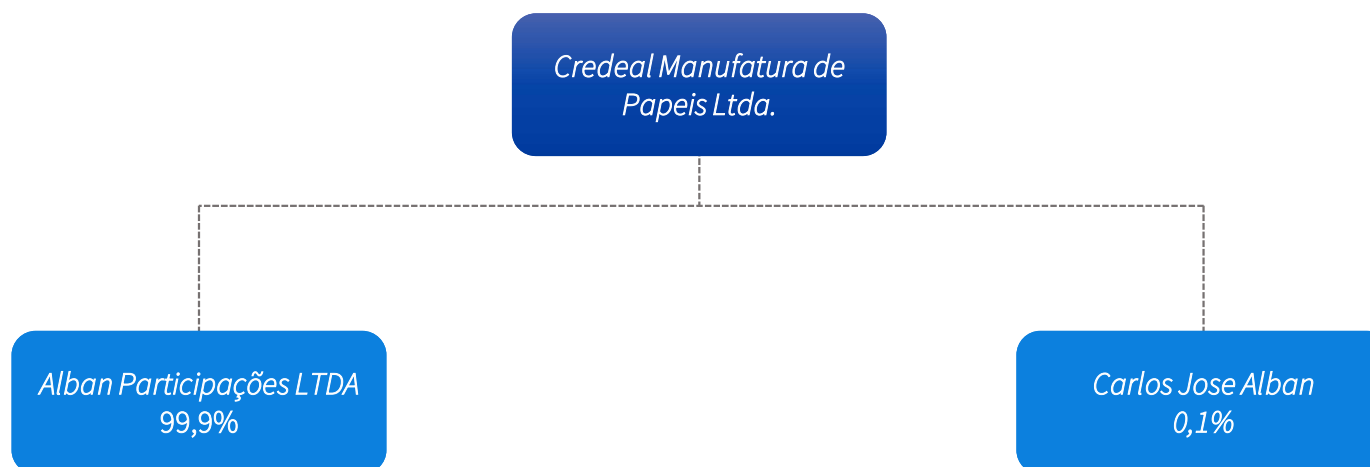 Credeal Manufatura de
Papeis Ltda.
Alban Participações LTDA
99,9%
Carlos Jose Alban
0,1%